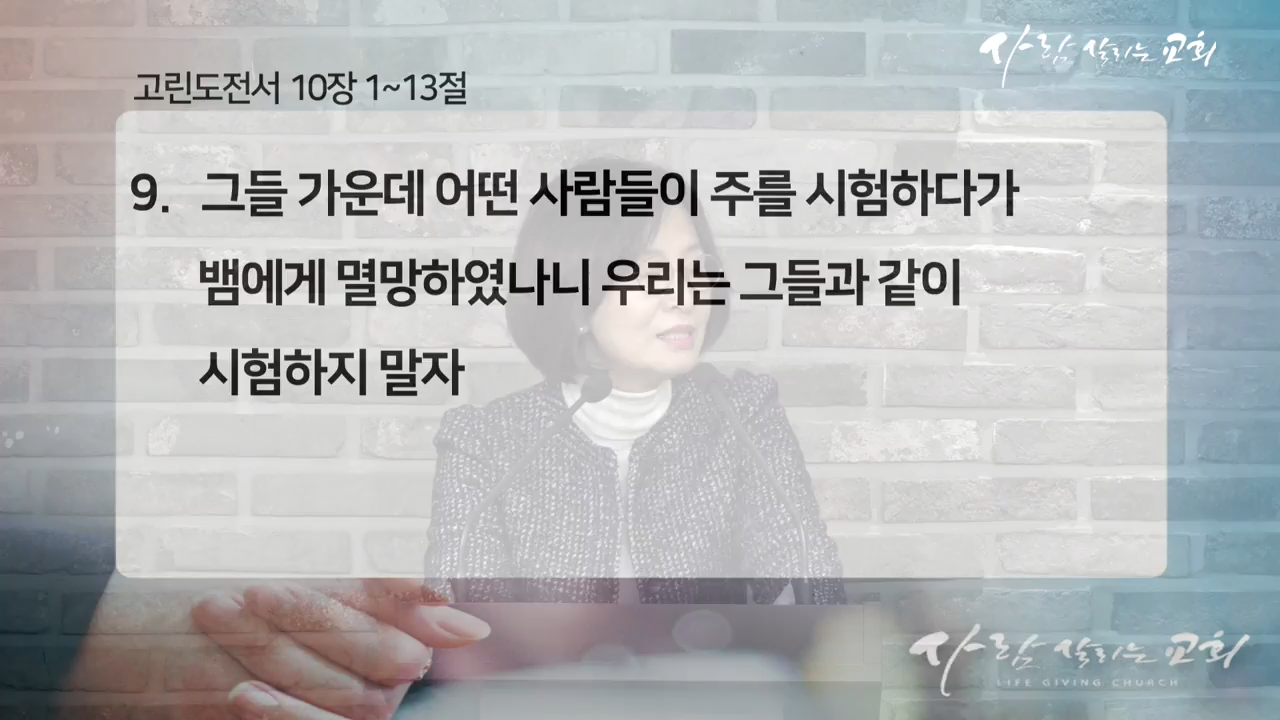 사람 살리는 교회
고린도전서 10장 1~13절
9. 그들 가운데 어떤 사람들이 주를 시험하다가
뱀에게 멸망하였나니 우리는 그들과 같이
시험하지 말자
사람 살리는 교회
LIFE GIVING CHURCH